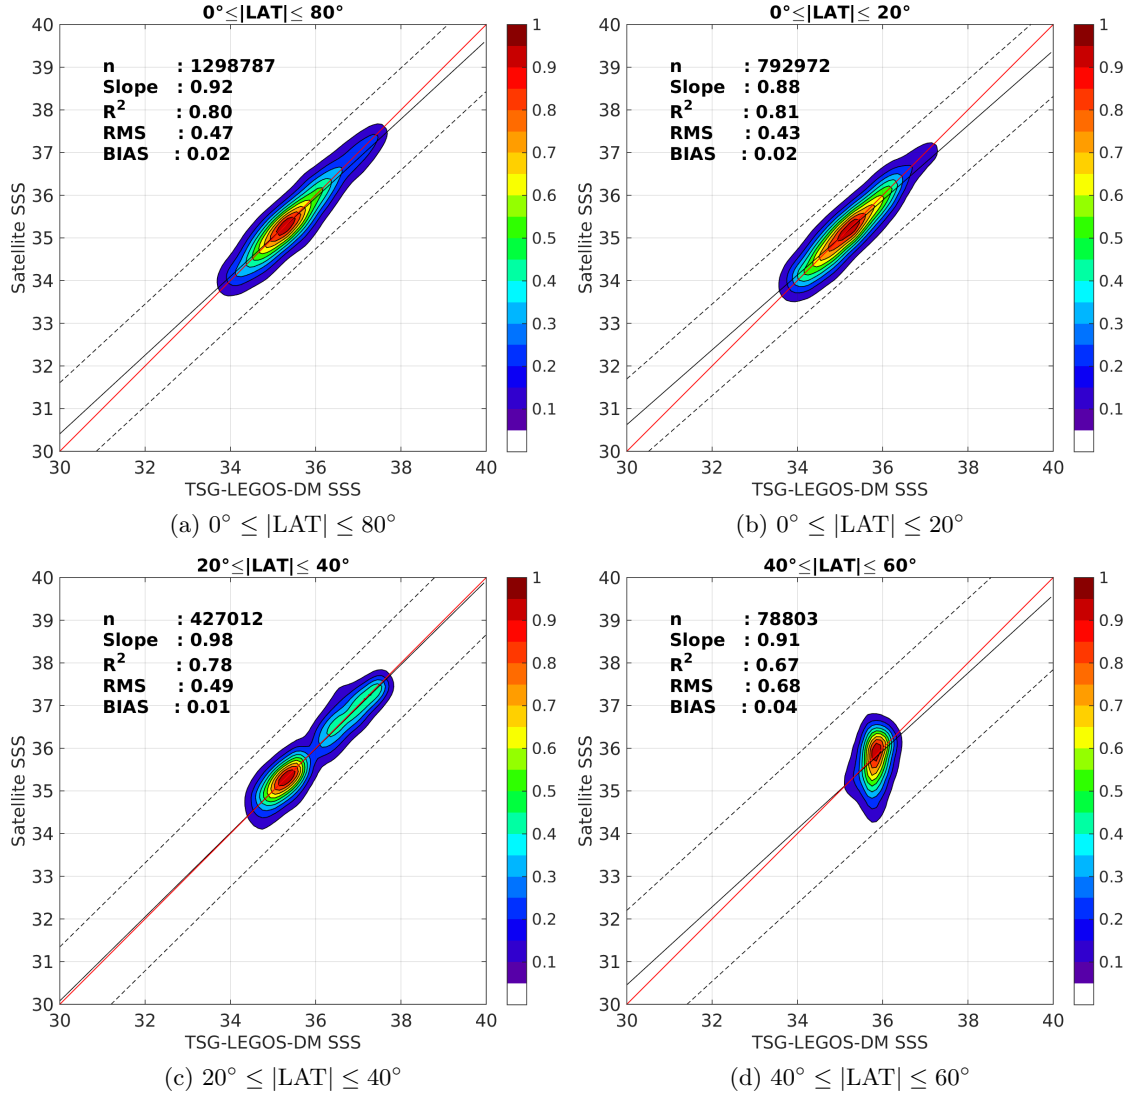 0°≤|LAT|≤ 80°
n : 1298787
Slope : 0.92
R2 : 0.80
RMS : 0.47
BIAS : 0.02
Satellite SSS
40
39
38
37
36
35
34
33
32
31
30
30 32 34 36 38 40
TSG-LEGOS-DM SSS
1
0.9
0.8
0.7
0.6
0.5
0.4
0.3
0.2
0.1
(a) 0° ≤ |LAT| ≤ 80°
0°≤|LAT|≤ 20°
n : 792972
Slope : 0.88
R2 : 0.81
RMS : 0.43
BIAS : 0.02
Satellite SSS
40
39
38
37
36
35
34
33
32
31
30
30 32 34 36 38 40
TSG-LEGOS-DM SSS
1
0.9
0.8
0.7
0.6
0.5
0.4
0.3
0.2
0.1
(b) 0° ≤ |LAT| ≤ 20°
20°≤|LAT|≤ 40°
n : 427012
Slope : 0.98
R2 : 0.78
RMS : 0.49
BIAS : 0.01
Satellite SSS
40
39
38
37
36
35
34
33
32
31
30
30 32 34 36 38 40
TSG-LEGOS-DM SSS
1
0.9
0.8
0.7
0.6
0.5
0.4
0.3
0.2
0.1
(c) 20° ≤ |LAT| ≤ 40°
40°≤|LAT|≤ 60°
n : 78803
Slope : 0.91
R2 : 0.67
RMS : 0.68
BIAS : 0.04
Satellite SSS
40
39
38
37
36
35
34
33
32
31
30
30 32 34 36 38 40
TSG-LEGOS-DM SSS
1
0.9
0.8
0.7
0.6
0.5
0.4
0.3
0.2
0.1
(d) 40° ≤ |LAT| ≤ 60°